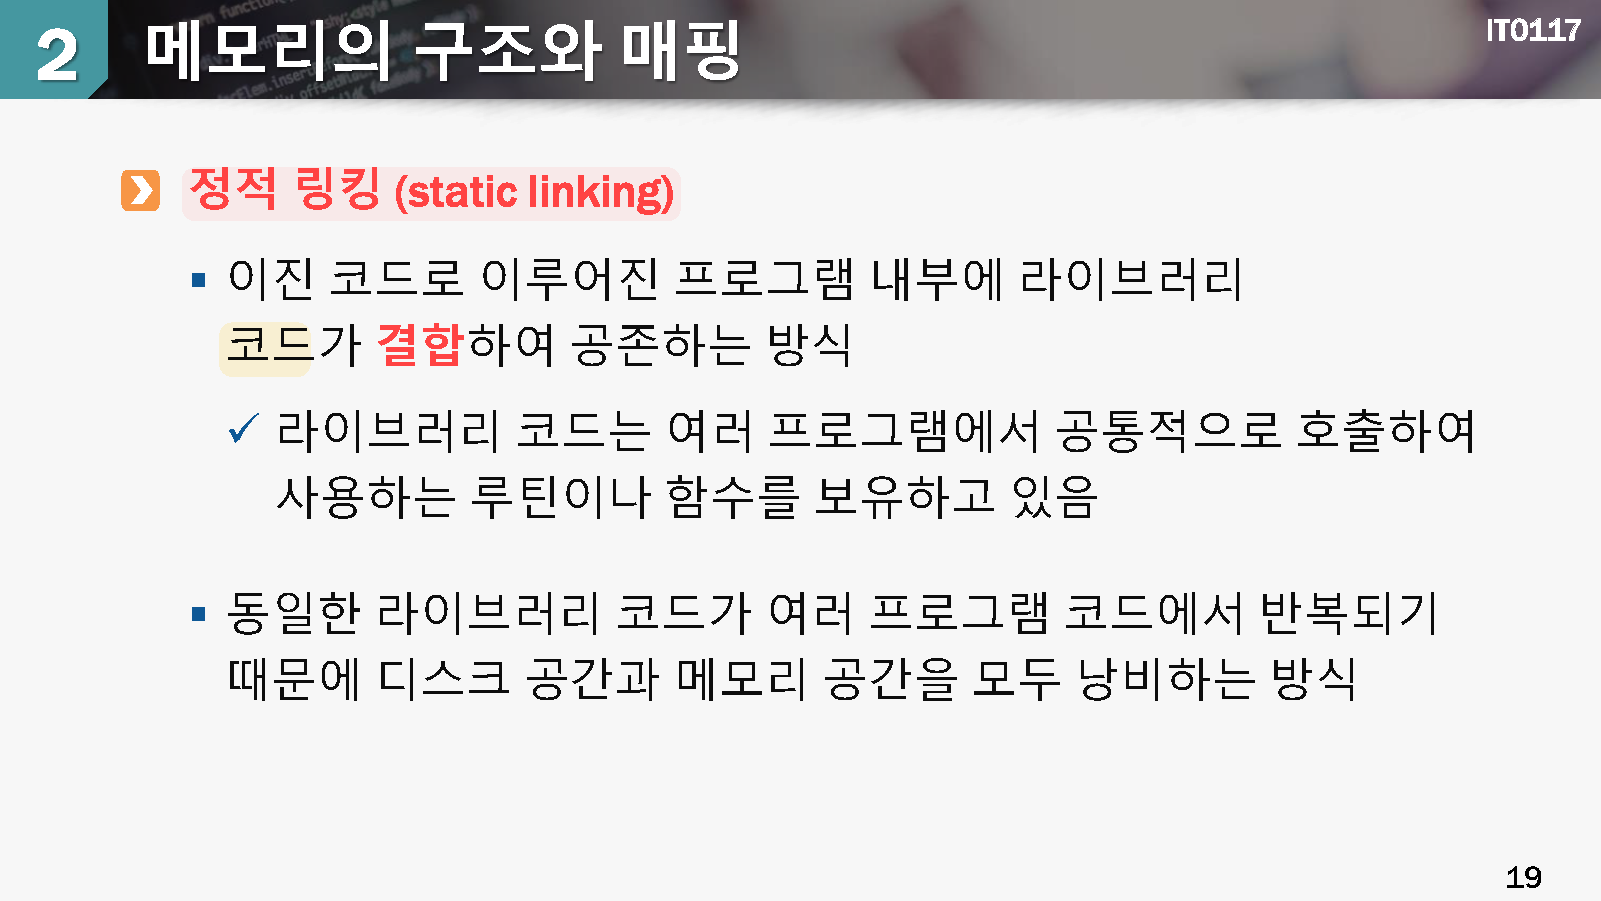 2
메모리의 구조와 매핑
IT0117
정적 링킹 (static linking)
이진 코드로 이루어진 프로그램 내부에 라이브러리
코드가 결합하여 공존하는 방식
라이브러리 코드는 여러 프로그램에서 공통적으로 호출하여
사용하는 루틴이나 함수를 보유하고 있음
동일한 라이브러리 코드가 여러 프로그램 코드에서 반복되기
때문에 디스크 공간과 메모리 공간을 모두 낭비하는 방식
19